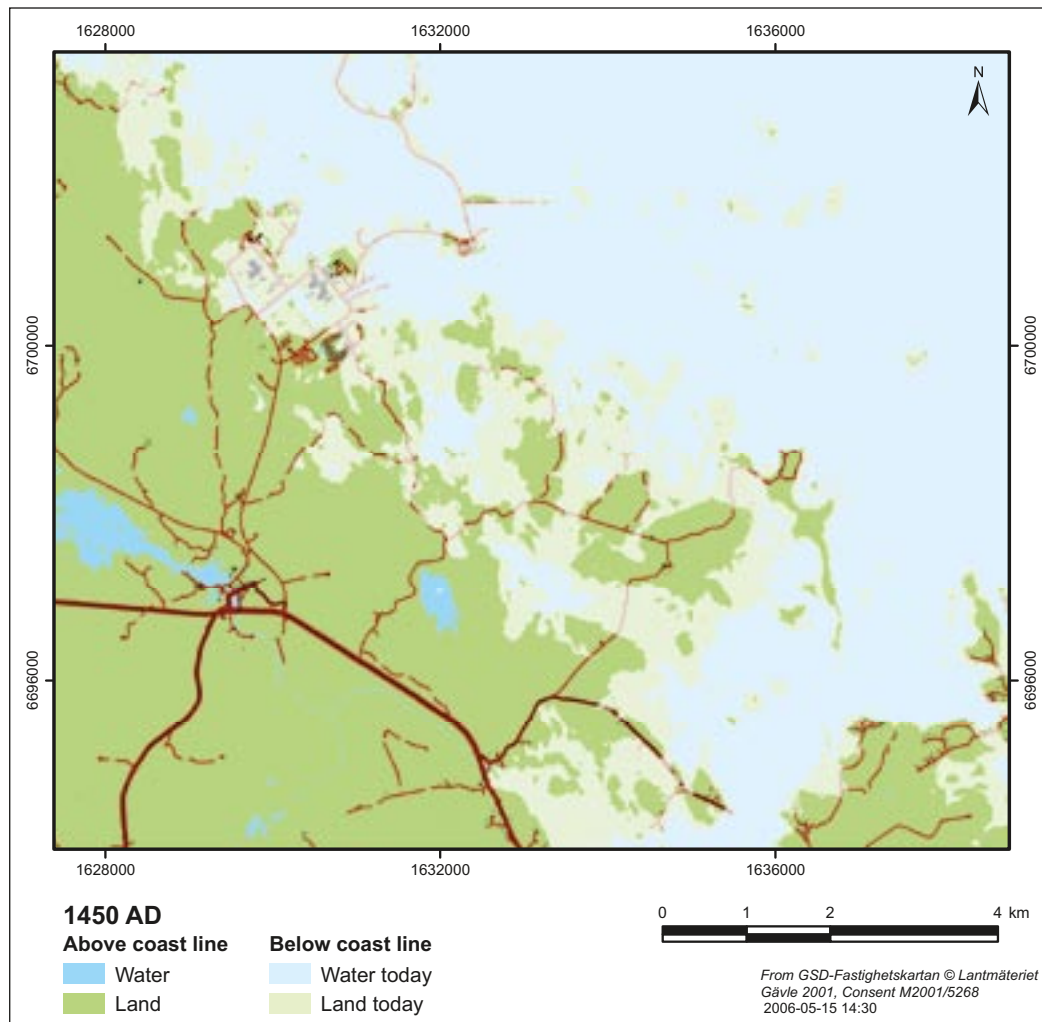 1628000 1632000 1636000
N
6700000 6700000
6696000 6696000
1628000 1632000 1636000
1450 AD
Above coast line Below coast line
Water Water today
Land Land today
0 1 2 4 km
From GSD-Fastighetskartan © Lantmäteriet
Gävle 2001, Consent M2001/5268
2006-05-15 14:30